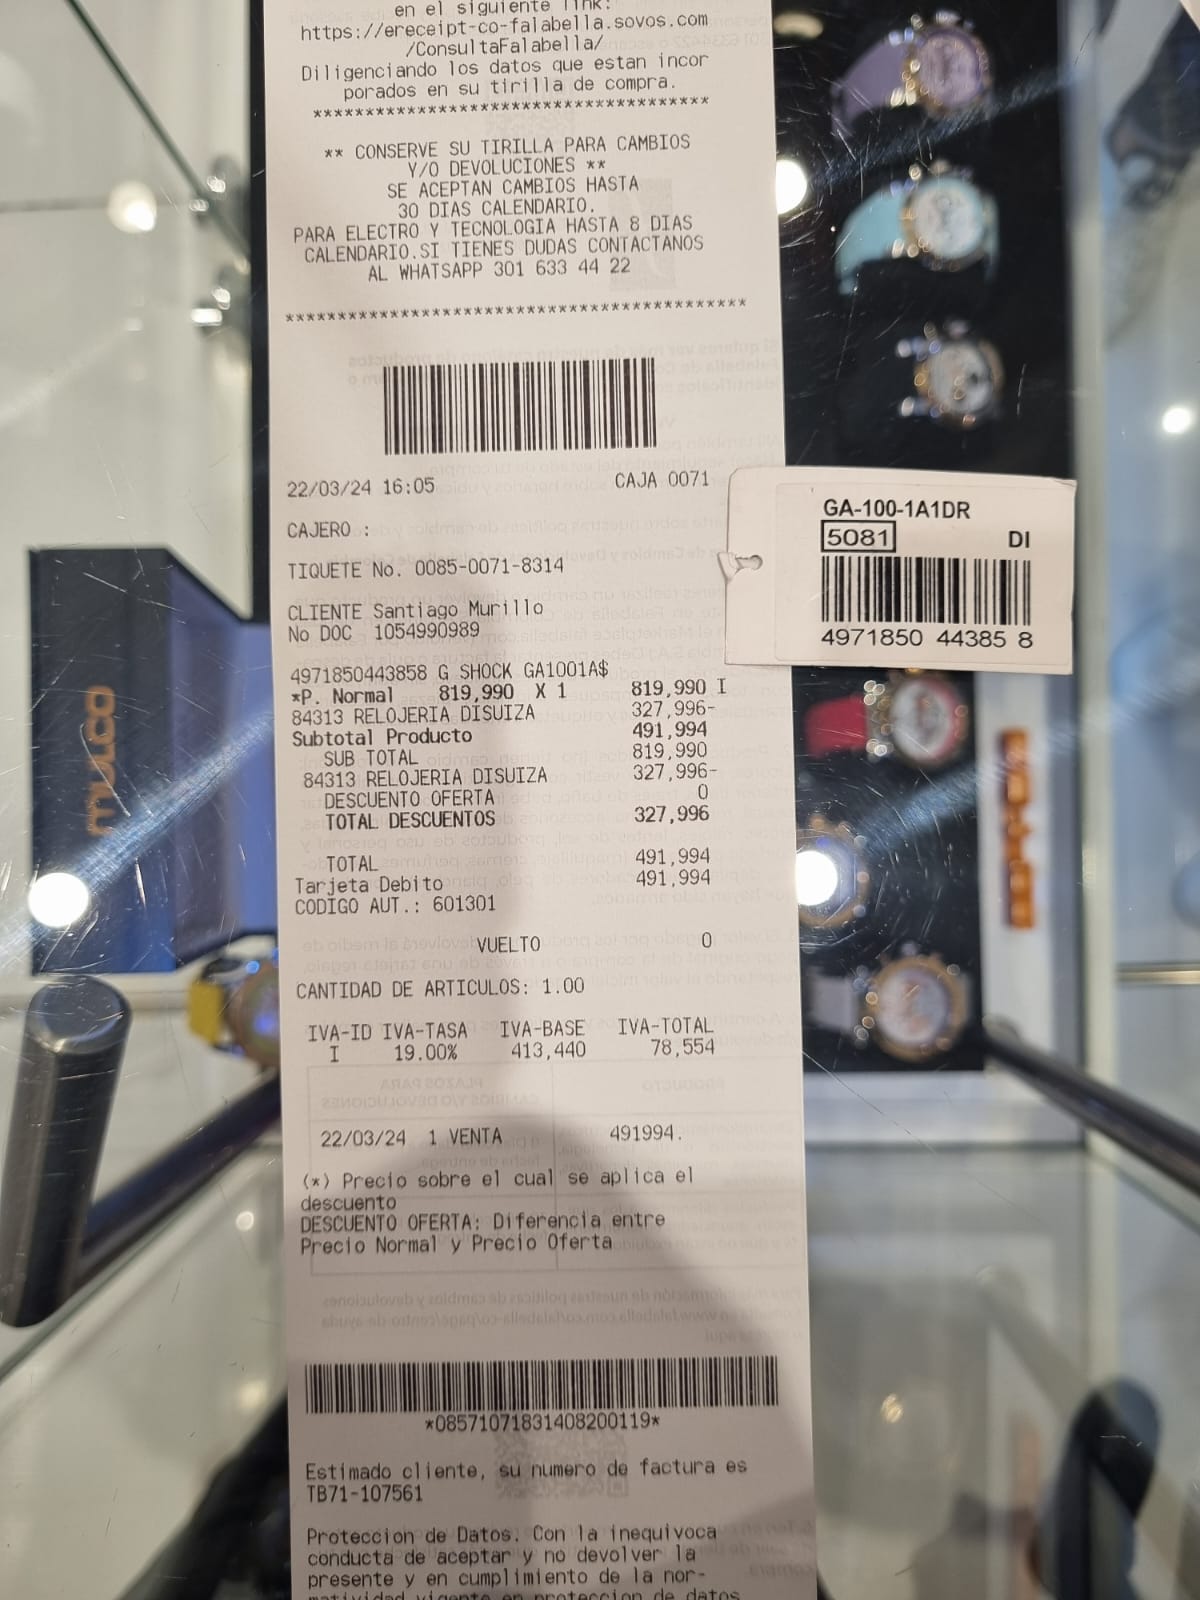 en el siguiente link:
https://ereceipt-co-falabella.sovos.com
/ConsultaFalabella/
Diligenciando los datos que estan incor
porados en su tirilla de compra.
****************************************
** CONSERVE SU TIRILLA PARA CAMBIOS
Y/O DEVOLUCIONES **
SE ACEPTAN CAMBIOS HASTA
30 DIAS CALENDARIO.
PARA ELECTRO Y TECNOLOGIA HASTA 8 DIAS
CALENDARIO.SI TIENES DUDAS CONTACTANOS
AL WHATSAPP 301 633 44 22
********************************************
22/03/24 16:05 CAJA 0071
CAJERO :
TIQUETE No. 0085-0071-8314
CLIENTE Santiago Murillo
No DOC 1054990989
4971850443858 G SHOCK GA1001A$
*P. Normal 819,990 X 1 819,990 I
84313 RELOJERIA DISUIZA 327,996-
Subtotal Producto 491,994
SUB TOTAL 819,990
84313 RELOJERIA DISUIZA 327,996-
DESCUENTO OFERTA 0
TOTAL DESCUENTOS 327,996
TOTAL 491,994
Tarjeta Debito 491,994
CODIGO AUT.: 601301
VUELTO 0
CANTIDAD DE ARTICULOS: 1.00
IVA-ID IVA-TASA IVA-BASE IVA-TOTAL
I 19.00% 413,440 78,554
22/03/24 1 VENTA 491994.
(*) Precio sobre el cual se aplica el
descuento
DESCUENTO OFERTA: Diferencia entre
Precio Normal y Precio Oferta
*08571071831408200119*
Estimado cliente, su numero de factura es
TB71-107561
Proteccion de Datos. Con la inequivoca
conducta de aceptar y no devolver la
presente y en cumplimiento de la nor-
matividad vigente en proteccion de datos
GA-100-1A1DR
5081 DI
4971850 44385 8
MULCO